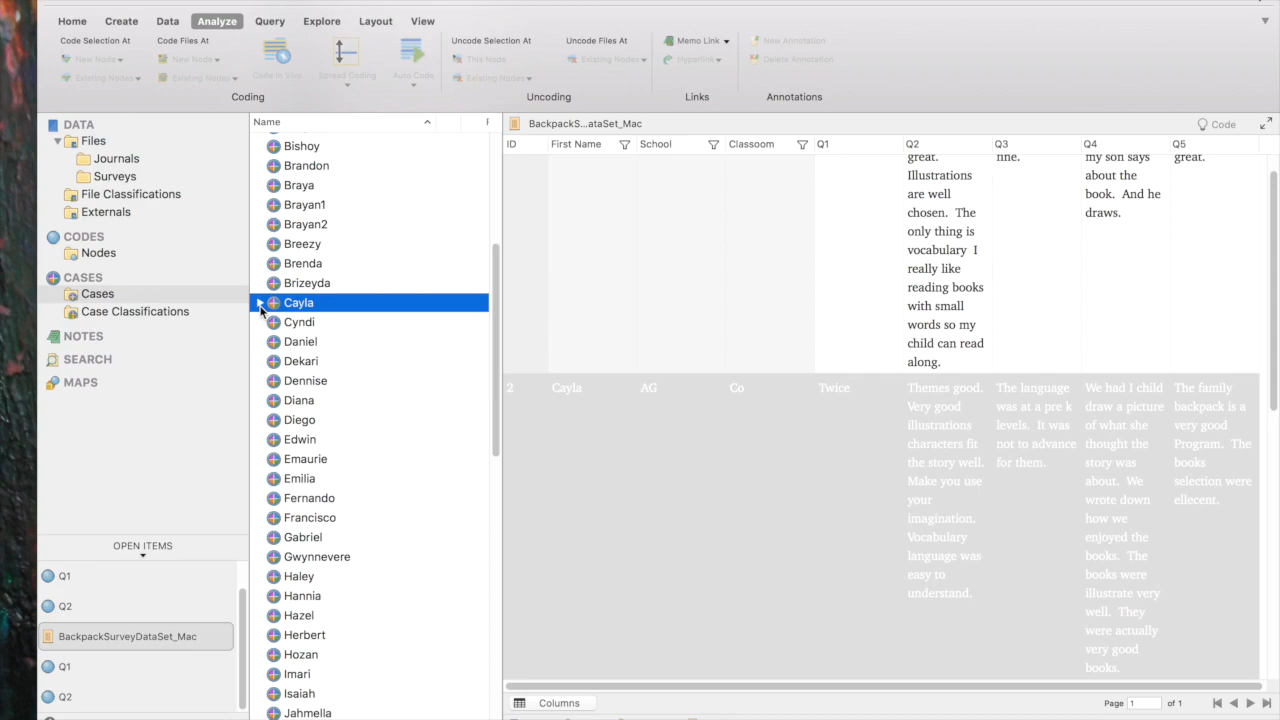 Home Create Data Analyze Query Explore Layout View
Code Selection At Code Files At Uncode Selection At Uncode Files At Memo Link New Annotation
New Node New Node This Node Existing Nodes Hyperlink Delete Annotation
Existing Nodes Existing Nodes Code In Vivo Spread Coding Auto Code Existing Nodes
Coding Uncoding Links Annotations
DATA
Files
Journals
Surveys
File Classifications
Externals
CODES
Nodes
CASES
Cases
Case Classifications
NOTES
SEARCH
MAPS
OPEN ITEMS
Q1
Q2
BackpackSurveyDataSet_Mac
Q1
Q2
Name
Bishoy
Brandon
Braya
Brayan1
Brayan2
Breezy
Brenda
Brizeyda
Cayla
Cyndi
Daniel
Dekari
Dennise
Diana
Diego
Edwin
Emaurie
Emilia
Fernando
Francisco
Gabriel
Gwynnevere
Haley
Hannia
Hazel
Herbert
Hozan
Imari
Isaiah
Jahmella
BackpackS...ataSet_Mac Code
ID First Name School Classoom Q1 Q2 Q3 Q4 Q5
great.
Illustrations
are well
chosen. The
only thing is
vocabulary I
really like
reading books
with small
words so my
child can read
along.
fine.
my son says
about the
book. And he
draws.
great.
2 Cayla AG Co Twice
Themes good.
Very good
illustrations
characters fit
the story well.
Make you use
your
imagination.
Vocabulary
language was
easy to
understand.
The language
was at a pre k
levels. It was
not to advance
for them.
We had I child
draw a picture
of what she
thought the
story was
about. We
wrote down
how we
enjoyed the
books. The
books were
illustrate very
well. They
were actually
very good
books.
The family
backpack is a
very good
Program. The
books
selection were
ellecent.
Columns Page 1 of 1